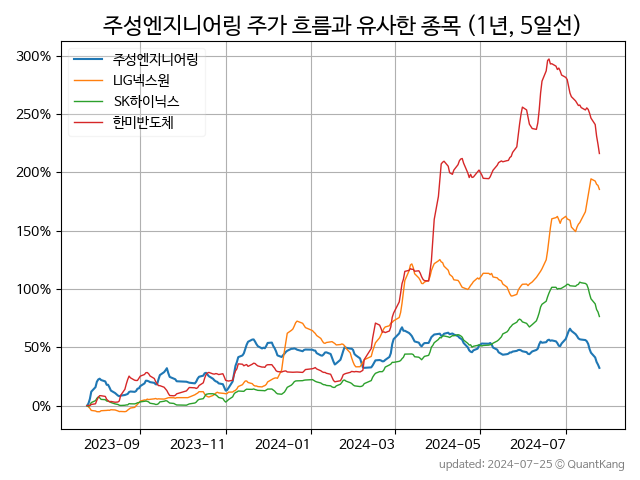 주성엔지니어링 주가 흐름과 유사한 종목 (1년, 5일선)
주성엔지니어링
LIG넥스원
SK하이닉스
한미반도체
300%
250%
200%
150%
100%
50%
0%
2023-09
2023-11
2024-01
2024-03
2024-05
2024-07
updated: 2024-07-25 © QuantKang